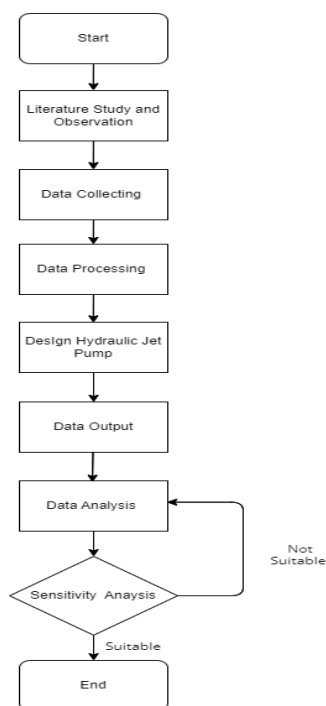 Start
Literature Study and
Observation
Data Collecting
Data Processing
DesIgn Hydraulic Jet
Pump
Data Output
Data Analysis
Sensitivity Anaysis
Not
Suitable
Suitable
End